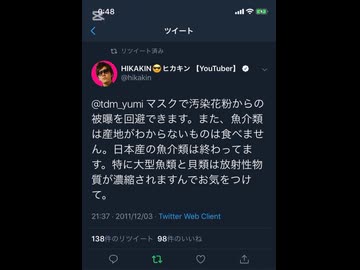 9:48
ツイート
リツイート済み
HIKAKIN😎ヒカキン 【YouTuber】
@hikakin
@tdm_yumi マスクで汚染花粉からの
被曝を回避できます。また、魚介類
は産地がわからないものは食べませ
ん。日本産の魚介類は終わってま
す。特に大型魚類と貝類は放射性物
質が濃縮されますんでお気をつけ
て。
21:37 · 2011/12/03 · Twitter Web Client
138件のリツイート 98件のいいね